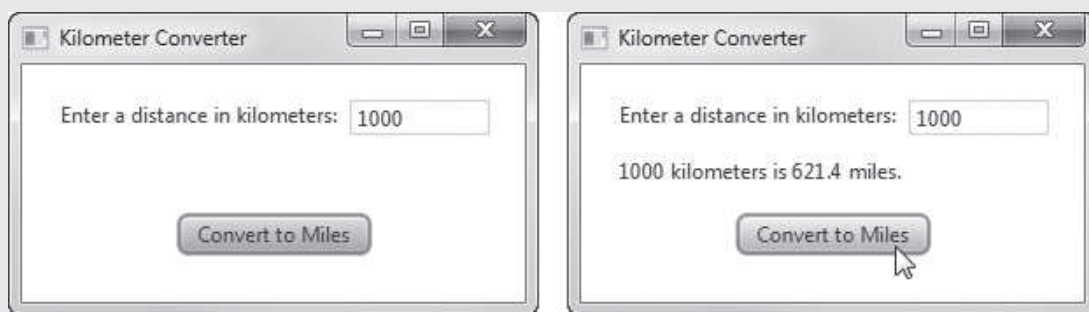 Kilometer Converter
Enter a distance in kilometers: 1000
Convert to Miles
Kilometer Converter
Enter a distance in kilometers: 1000
1000 kilometers is 621.4 miles.
Convert to Miles